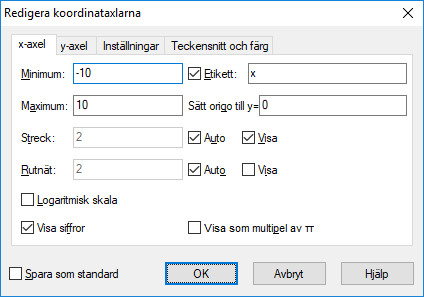 Redigera koordinataxlarna
x-axel y-axel Inställningar Teckensnitt och färg
Minimum: -10 Etikett: x
Maximum: 10 Sätt origo till y= 0
Streck: 2 Auto Visa
Rutnät: 2 Auto Visa
Logaritmisk skala
Visa siffror Visa som multipel av π
Spara som standard OK Avbryt Hjälp